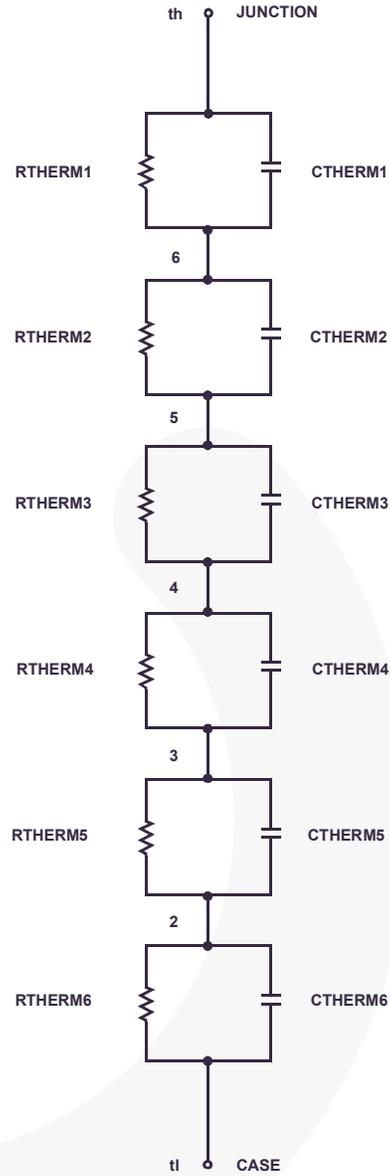 th JUNCTION
RTHERM1 CTHERM1
6
RTHERM2 CTHERM2
5
RTHERM3 CTHERM3
4
RTHERM4 CTHERM4
3
RTHERM5 CTHERM5
2
RTHERM6 CTHERM6
tl CASE